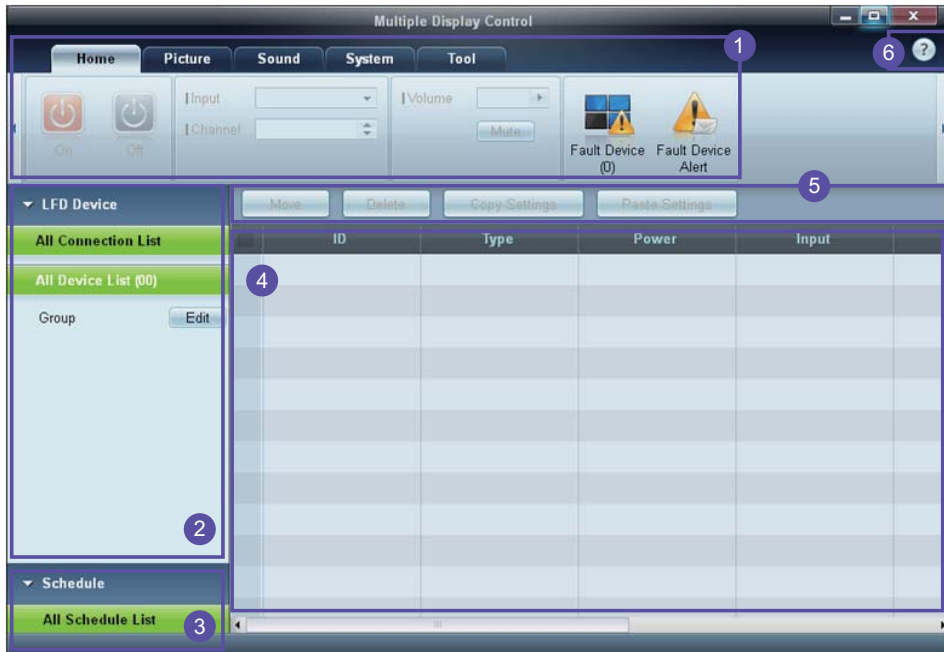 Multiple Display Control
1
6
?
Home Picture Sound System Tool
Input
Channel
On Off
Volume
Mute
Fault Device
(0)
Fault Device
Alert
5
LFD Device
All Connection List
All Device List (00)
Group Edit
2
Move Delete Copy Settings Paste Settings
ID Type Power Input
4
Schedule
All Schedule List
3